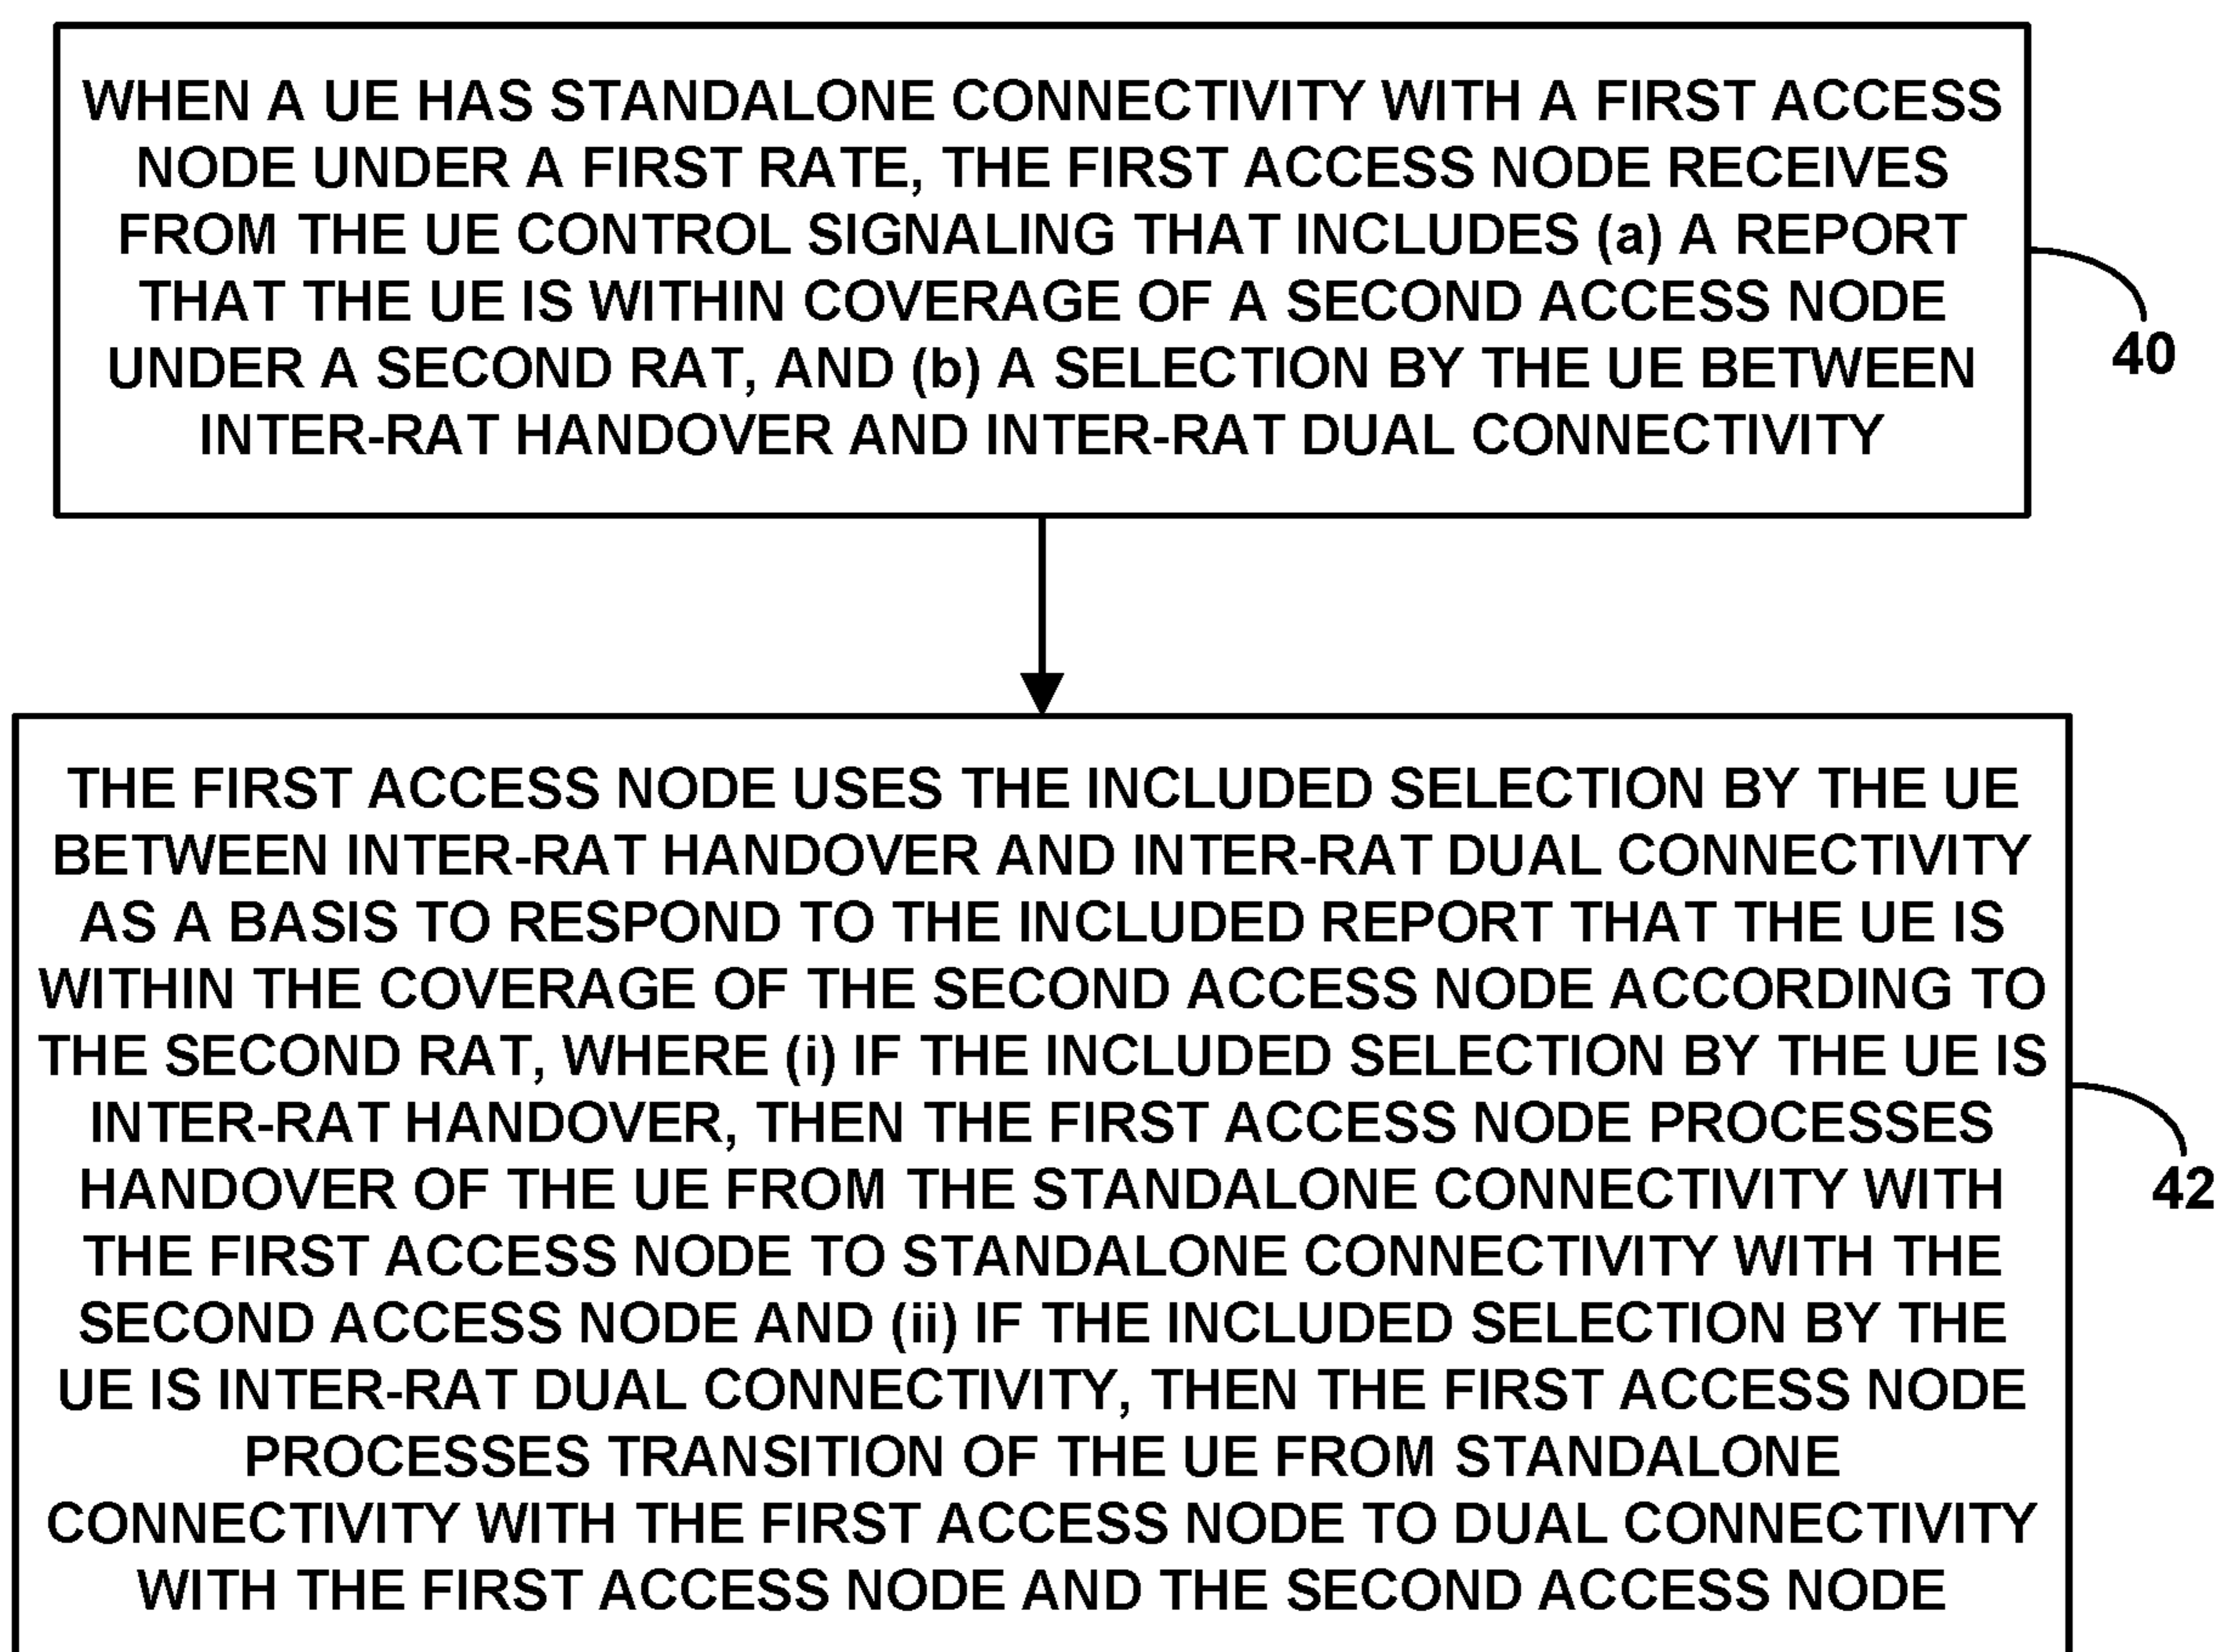 WHEN A UE HAS STANDALONE CONNECTIVITY WITH A FIRST ACCESS
NODE UNDER A FIRST RATE, THE FIRST ACCESS NODE RECEIVES
FROM THE UE CONTROL SIGNALING THAT INCLUDES (a) A REPORT
THAT THE UE IS WITHIN COVERAGE OF A SECOND ACCESS NODE
UNDER A SECOND RAT, AND (b) A SELECTION BY THE UE BETWEEN
INTER-RAT HANDOVER AND INTER-RAT DUAL CONNECTIVITY
40
THE FIRST ACCESS NODE USES THE INCLUDED SELECTION BY THE UE
BETWEEN INTER-RAT HANDOVER AND INTER-RAT DUAL CONNECTIVITY
AS A BASIS TO RESPOND TO THE INCLUDED REPORT THAT THE UE IS
WITHIN THE COVERAGE OF THE SECOND ACCESS NODE ACCORDING TO
THE SECOND RAT, WHERE (i) IF THE INCLUDED SELECTION BY THE UE IS
INTER-RAT HANDOVER, THEN THE FIRST ACCESS NODE PROCESSES
HANDOVER OF THE UE FROM THE STANDALONE CONNECTIVITY WITH
THE FIRST ACCESS NODE TO STANDALONE CONNECTIVITY WITH THE
SECOND ACCESS NODE AND (ii) IF THE INCLUDED SELECTION BY THE
UE IS INTER-RAT DUAL CONNECTIVITY, THEN THE FIRST ACCESS NODE
PROCESSES TRANSITION OF THE UE FROM STANDALONE
CONNECTIVITY WITH THE FIRST ACCESS NODE TO DUAL CONNECTIVITY
WITH THE FIRST ACCESS NODE AND THE SECOND ACCESS NODE
42